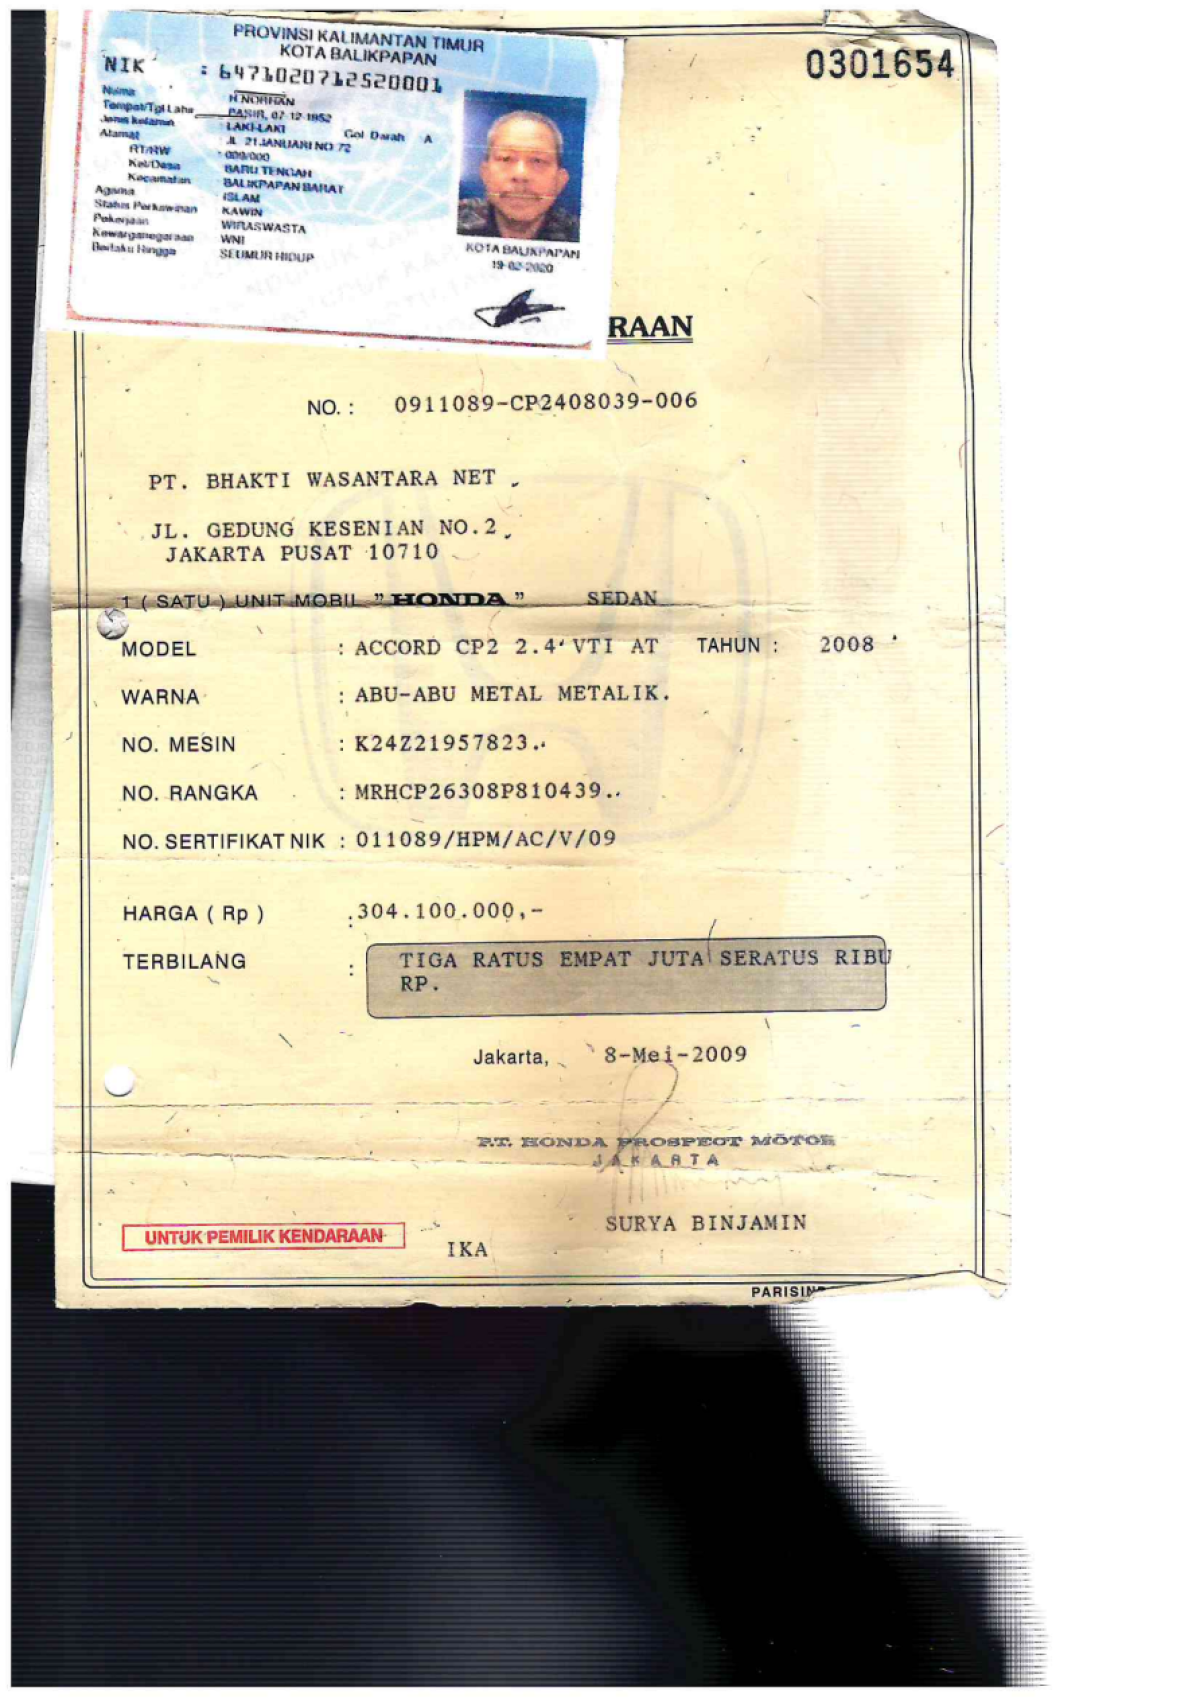 PROVINSI KALIMANTAN TIMUR
KOTA BALIKPAPAN
NIK : 6471020712520001
Nama H NORHAN
Tempat/Tgl Lahir PASIR, 07-12-1952
Jenis kelamin : LAKI-LAKI Gol Darah A
Alamat JL. 21 JANUARI NO 72
RT/RW : 009/000
Kel/Desa BARU TENGAH
Kecamatan BALIKPAPAN BARAT
Agama ISLAM
Status Perkawinan KAWIN
Pekerjaan WIRASWASTA
Kewarganegaraan WNI
Berlaku Hingga SEUMUR HIDUP
KOTA BALIKPAPAN
19-02-2020
0301654
RAAN
NO. : 0911089-CP2408039-006
PT. BHAKTI WASANTARA NET
JL. GEDUNG KESENIAN NO.2
JAKARTA PUSAT 10710
1 ( SATU ) UNIT MOBIL "HONDA" SEDAN
MODEL : ACCORD CP2 2.4 VTI AT TAHUN : 2008
WARNA : ABU-ABU METAL METALIK.
NO. MESIN : K24Z21957823..
NO. RANGKA : MRHCP26308P810439..
NO. SERTIFIKAT NIK : 011089/HPM/AC/V/09
HARGA ( Rp ) : 304.100.000,-
TERBILANG : TIGA RATUS EMPAT JUTA SERATUS RIBU
RP.
Jakarta, 8-Mei-2009
P.T. HONDA PROSPECT MOTOR
JAKARTA
SURYA BINJAMIN
UNTUK PEMILIK KENDARAAN
IKA